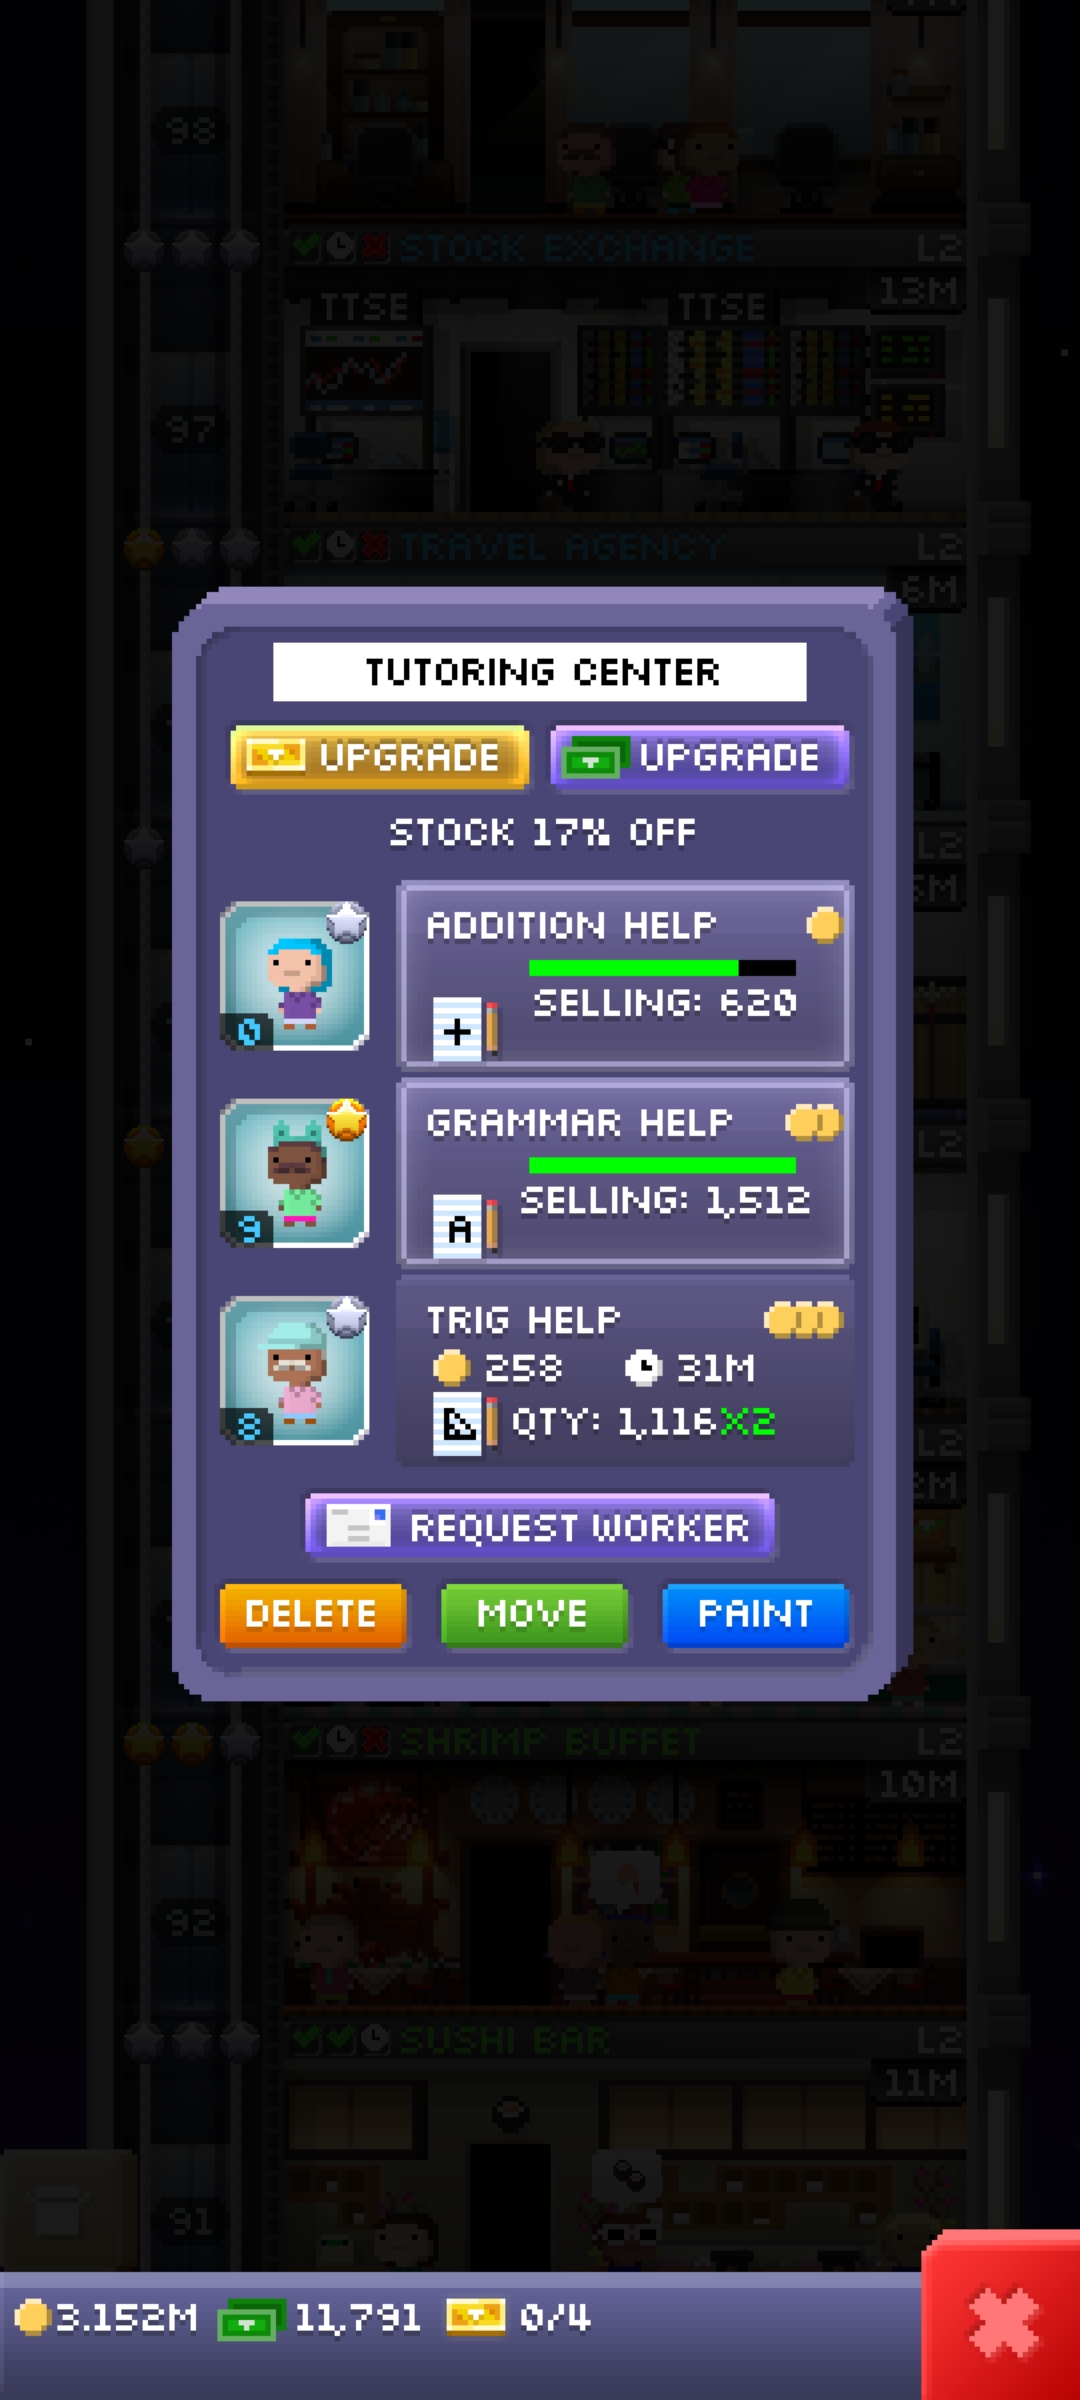 98
STOCK EXCHANGE L2
13M
TTSE TTSE
97
TRAVEL AGENCY L2
6M
TUTORING CENTER
UPGRADE UPGRADE
STOCK 17% OFF
L2
ADDITION HELP
SELLING: 620
0
+
GRAMMAR HELP
L2
SELLING: 1,512
9
A
TRIG HELP
258 31M
8
QTY: 1,116X2
REQUEST WORKER
DELETE MOVE PAINT
SHRIMP BUFFET L2
10M
92
SUSHI BAR L2
11M
91
3.152M 11,791 0/4